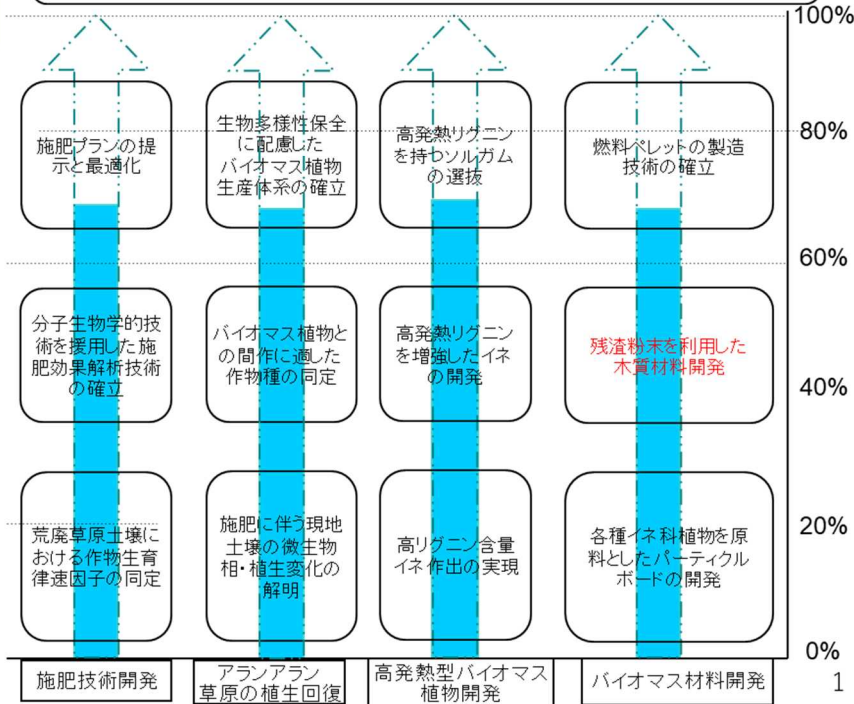 100%
施肥プランの提
示と最適化
生物多様性保全
に配慮した
バイオマス植物
生産体系の確立
高発熱リグニン
を持つソルガム
の選抜
燃料ペレットの製造
技術の確立
80%
60%
分子生物学的技
術を援用した施
肥効果解析技術
の確立
バイオマス植物と
の間作に適した
作物種の同定
高発熱リグニン
を増強したイネ
の開発
残渣粉末を利用した
木質材料開発
40%
荒廃草原土壌に
おける作物生育
律速因子の同定
施肥に伴う現地
土壌の微生物
相・植生変化の
解明
高リグニン含量
イネ作出の実現
各種イネ科植物を原
料としたパーティクル
ボードの開発
20%
0%
施肥技術開発
アランアラン
草原の植生回復
高発熱型バイオマス
植物開発
バイオマス材料開発
1